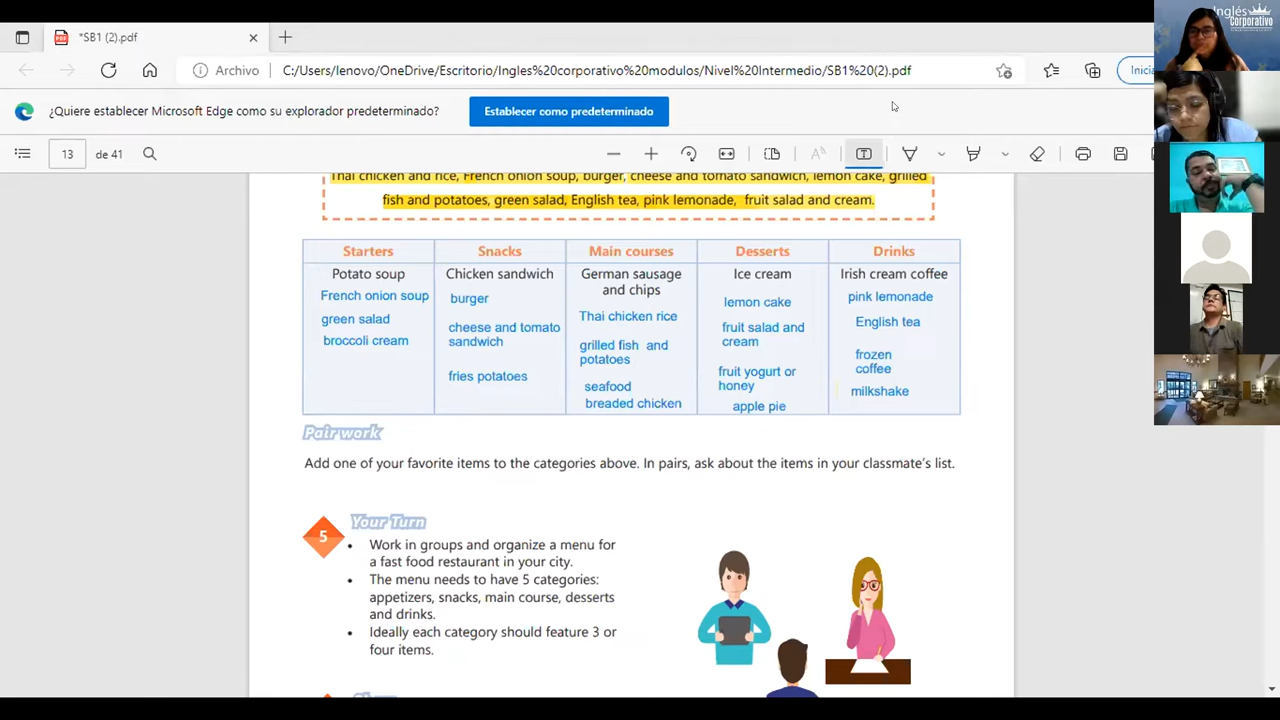 *SB1 (2).pdf
Archivo
C:/Users/lenovo/OneDrive/Escritorio/Ingles%20corporativo%20modulos/Nivel%20Intermedio/SB1%20(2).pdf
Inici
¿Quiere establecer Microsoft Edge como su explorador predeterminado?
Establecer como predeterminado
13
de 41
Thai chicken and rice, French onion soup, burger, cheese and tomato sandwich, lemon cake, grilled
fish and potatoes, green salad, English tea, pink lemonade, fruit salad and cream.
Starters
Potato soup
French onion soup
green salad
broccoli cream
Snacks
Chicken sandwich
burger
cheese and tomato
sandwich
fries potatoes
Main courses
German sausage
and chips
Thai chicken rice
grilled fish and
potatoes
seafood
breaded chicken
Desserts
Ice cream
lemon cake
fruit salad and
cream
fruit yogurt or
honey
apple pie
Drinks
Irish cream coffee
pink lemonade
English tea
frozen
coffee
milkshake
Pair work
Add one of your favorite items to the categories above. In pairs, ask about the items in your classmate's list.
5
Your Turn
• Work in groups and organize a menu for
a fast food restaurant in your city.
• The menu needs to have 5 categories:
appetizers, snacks, main course, desserts
and drinks.
• Ideally each category should feature 3 or
four items.
Inglés
Corporativo